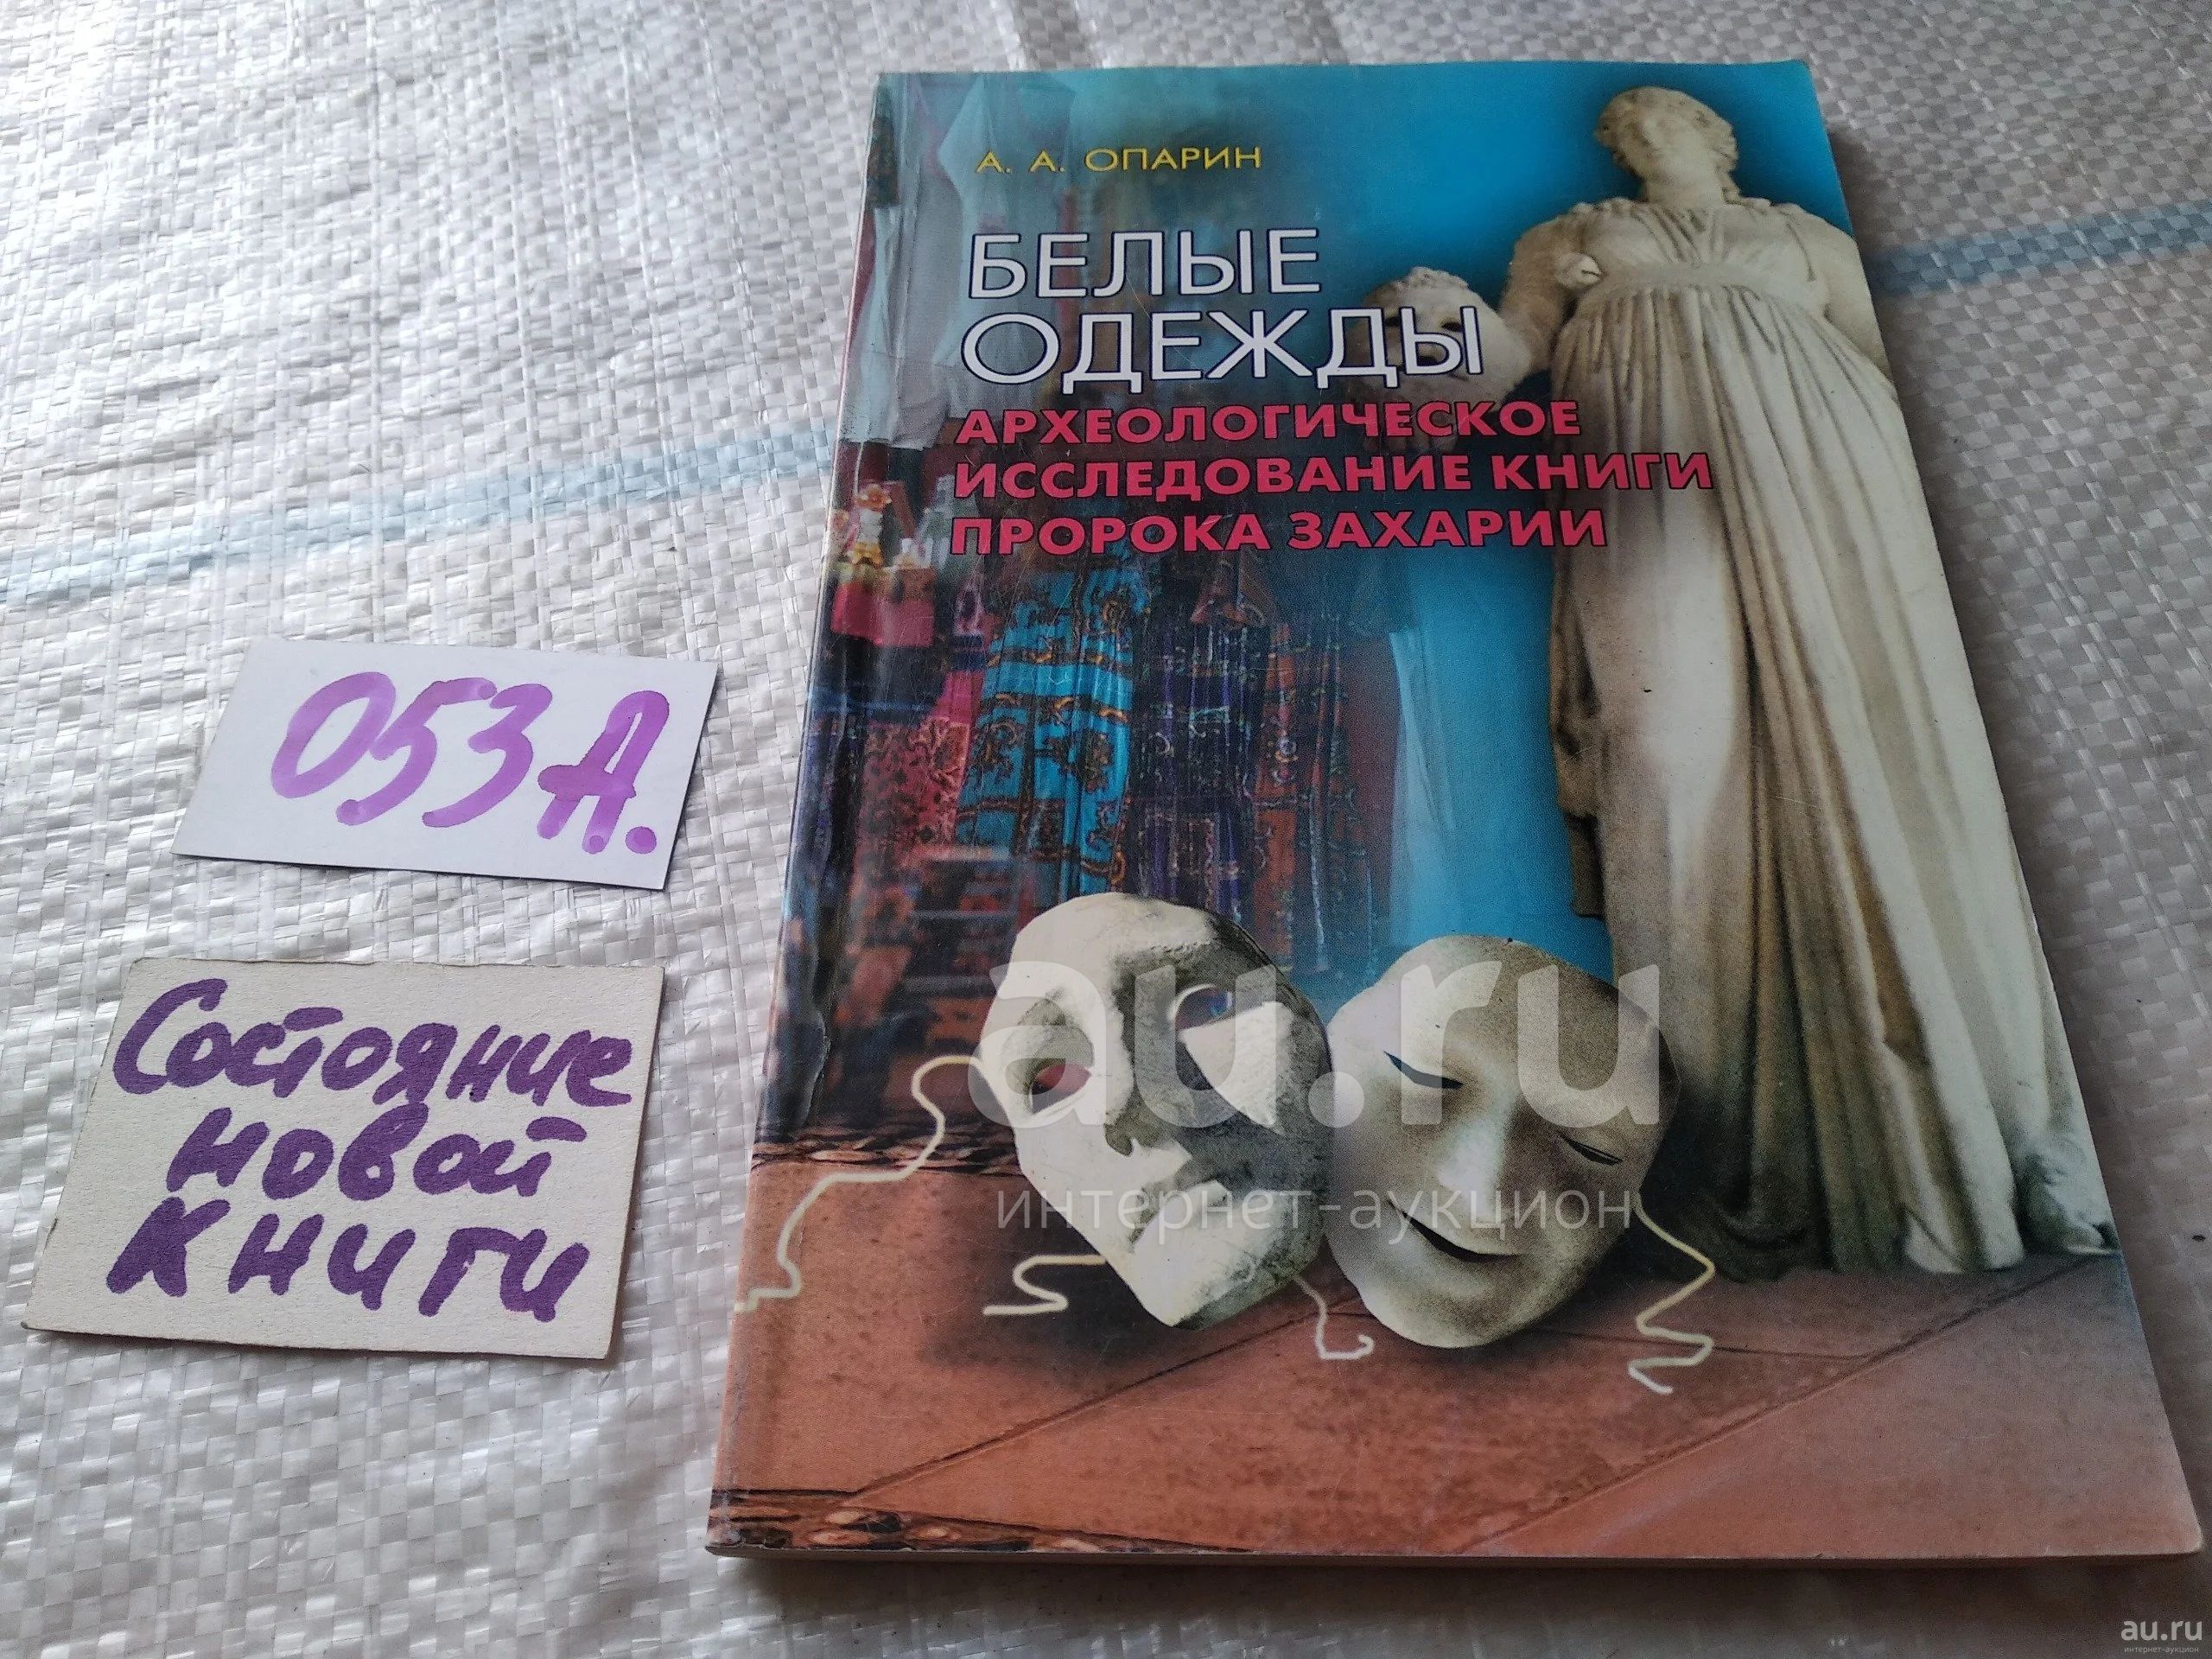 А. А. ОПАРИН
БЕЛЫЕ
ОДЕЖДЫ
АРХЕОЛОГИЧЕСКОЕ
ИССЛЕДОВАНИЕ КНИГИ
ПРОРОКА ЗАХАРИИ
053А.
Состояние
новой
книги
au.ru
интернет-аукцион
au.ru
интернет-аукцион